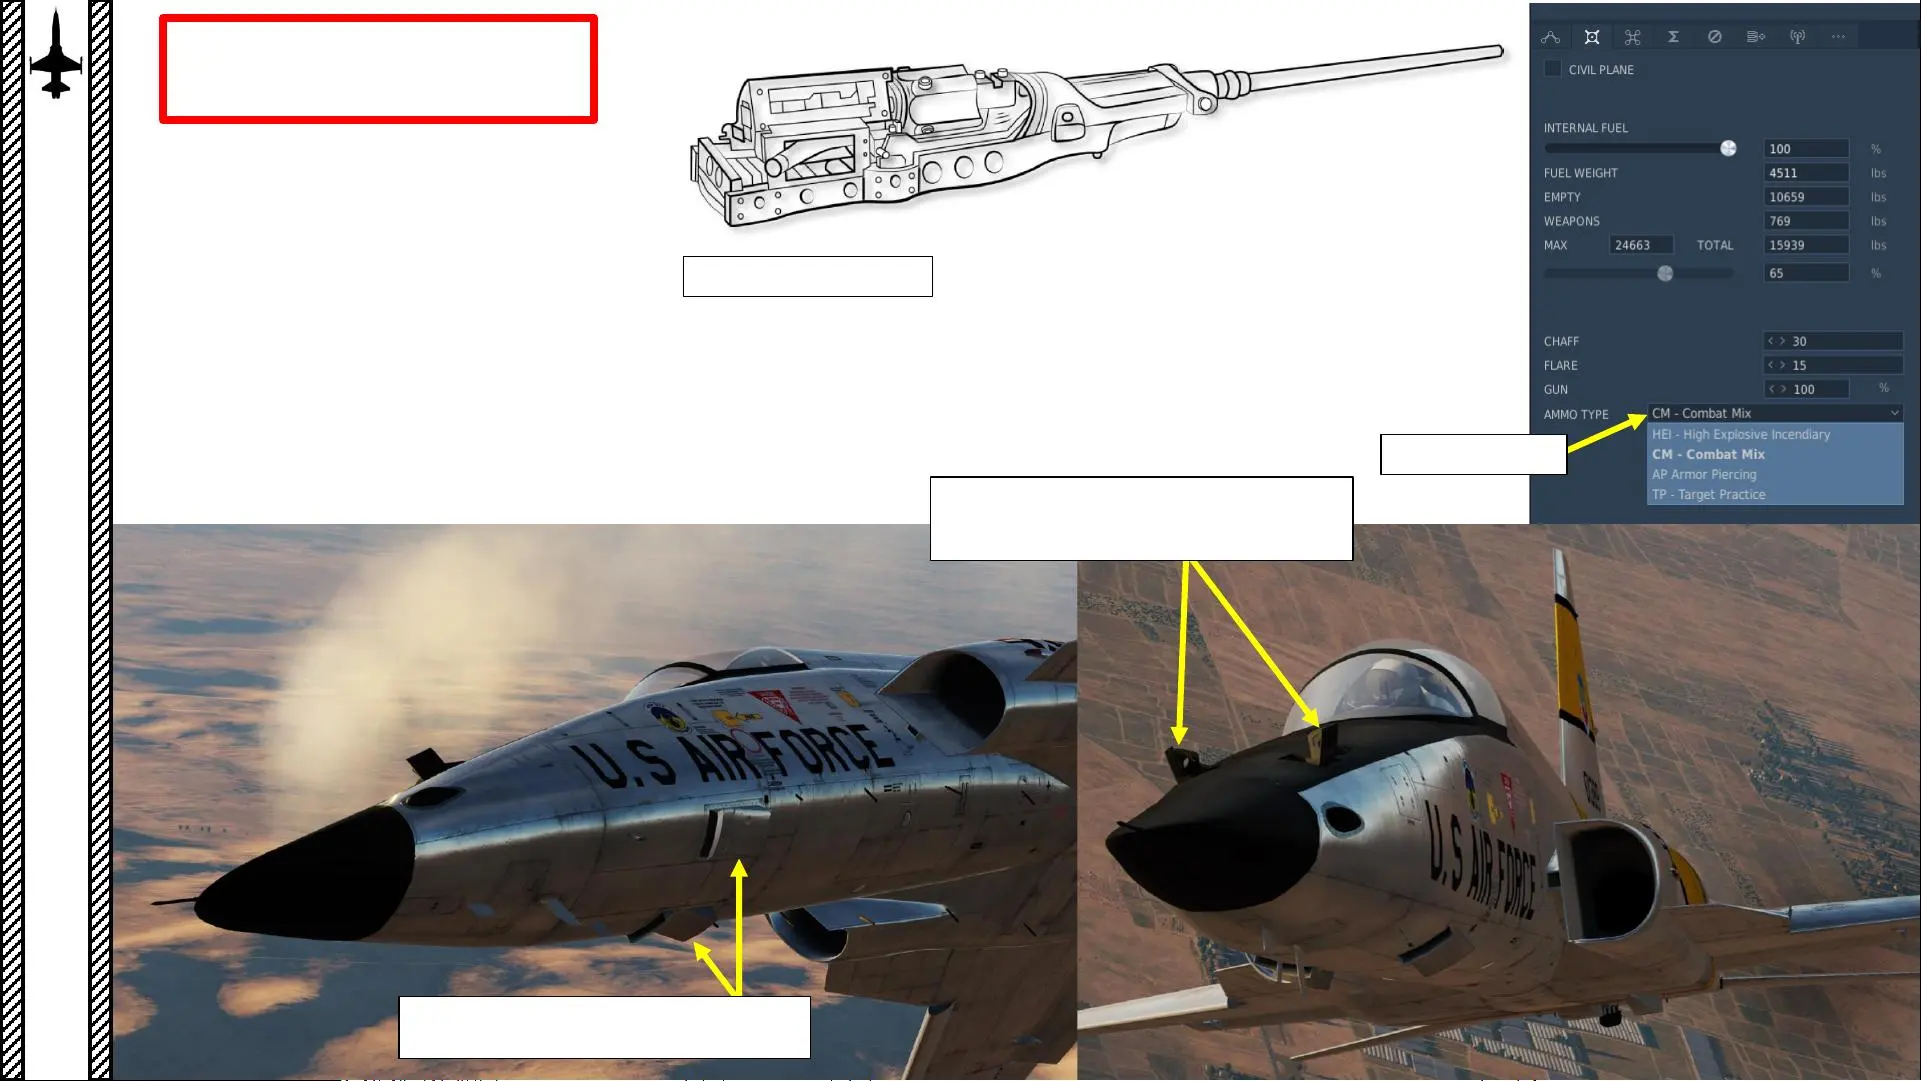 CIVIL PLANE
INTERNAL FUEL
100 %
FUEL WEIGHT 4511 lbs
EMPTY 10659 lbs
WEAPONS 769 lbs
MAX 24663 TOTAL 15939 lbs
65 %
CHAFF < > 30
FLARE < > 15
GUN < > 100 %
AMMO TYPE CM - Combat Mix
HEI - High Explosive Incendiary
CM - Combat Mix
AP Armor Piercing
TP - Target Practice
U.S AIR FORCE
U.S AIR FORCE